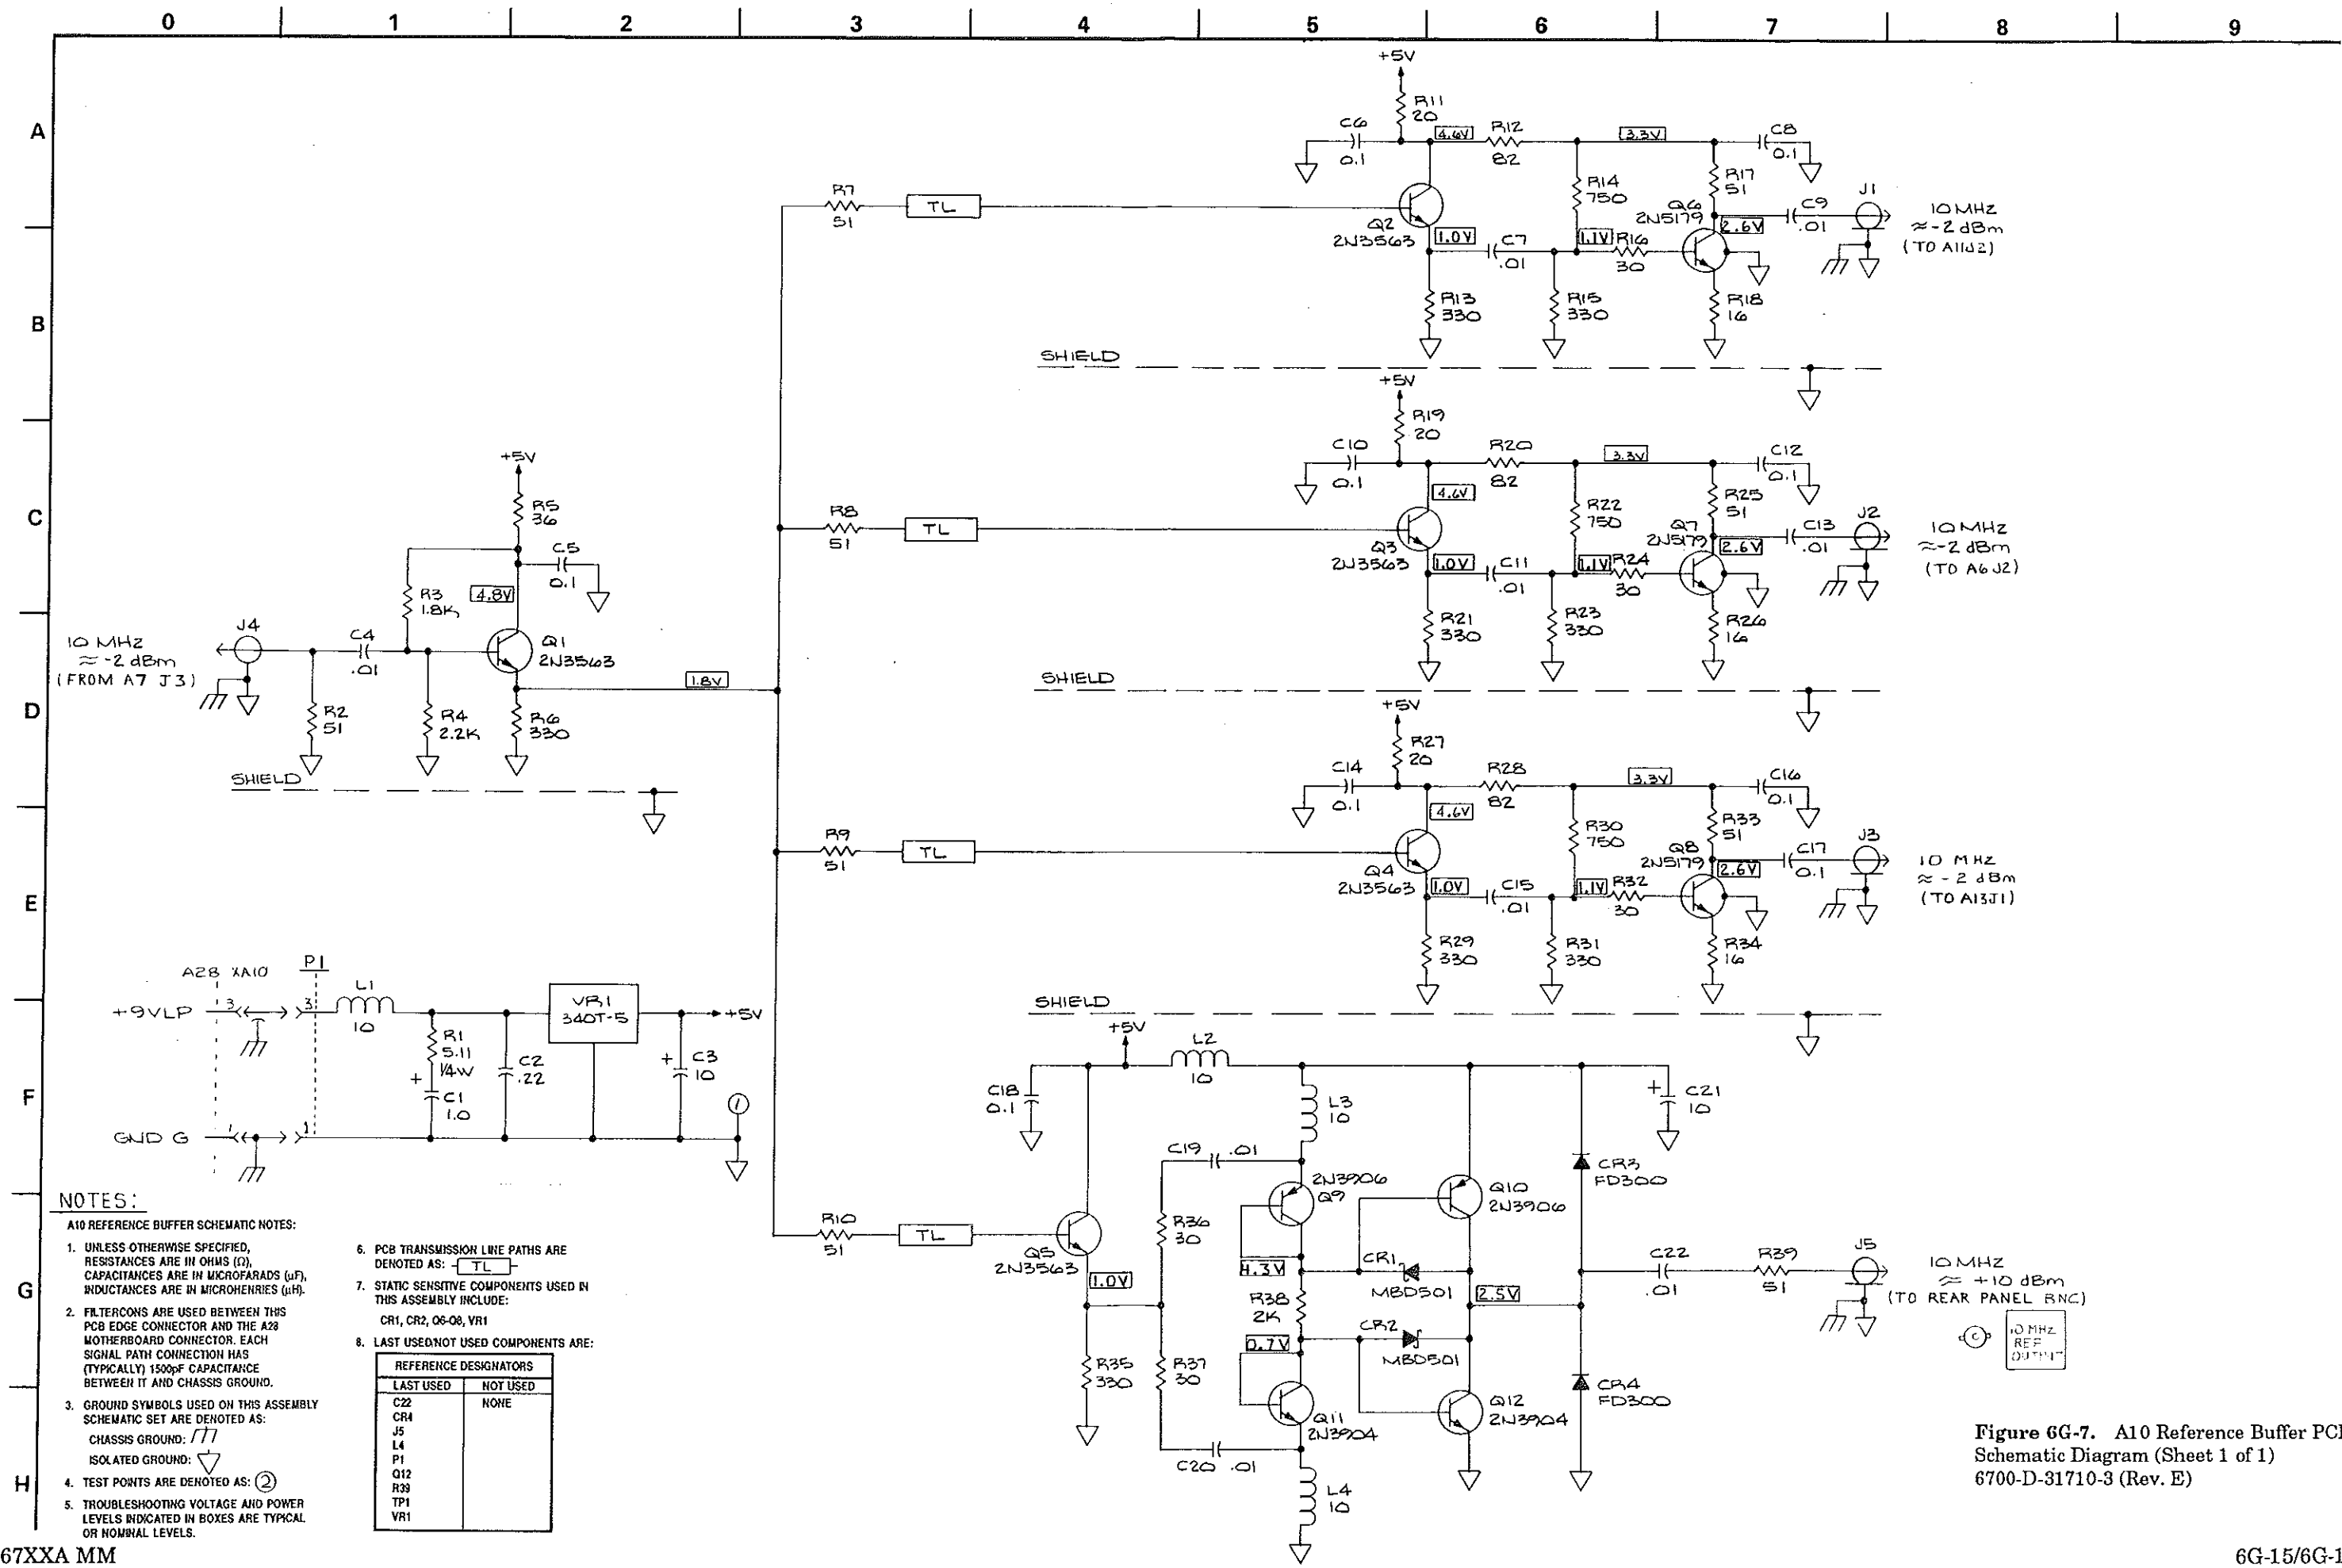 0 1 2 3 4 5 6 7 8 9
A
B
C
D
E
F
G
H
+5V
R11
20
C6
0.1
4.6V
R12
82
3.3V
C8
0.1
R7
51
TL
R14
750
R17
51
Q6
2N5179
C9
.01
J1
10 MHZ
≈-2 dBm
(TO A11J2)
Q2
2N3563
1.0V
C7
.01
1.1V
R16
30
2.6V
R13
330
R15
330
R18
16
SHIELD
+5V
R19
20
C10
0.1
R20
82
3.3V
C12
0.1
4.6V
R8
51
TL
R22
750
R25
51
Q7
2N5179
C13
.01
J2
10 MHZ
≈-2 dBm
(TO A6J2)
Q3
2N3563
1.0V
C11
.01
1.1V
R24
30
2.6V
R21
330
R23
330
R26
16
SHIELD
+5V
R5
36
C5
0.1
R3
1.8K
4.8V
J4
10 MHZ
≈-2 dBm
(FROM A7 J3)
C4
.01
Q1
2N3563
1.8V
R2
51
R4
2.2K
R6
330
SHIELD
+5V
R27
20
C14
0.1
R28
82
3.3V
C16
0.1
4.6V
R9
51
TL
R30
750
R33
51
Q8
2N5179
C17
0.1
J3
10 MHZ
≈-2 dBm
(TO A13J1)
Q4
2N3563
1.0V
C15
.01
1.1V
R32
30
2.6V
R29
330
R31
330
R34
16
SHIELD
A28 XA10
P1
+9VLP
3
3
L1
10
VR1
340T-5
+5V
R1
5.11
1/4W
+
C1
1.0
C2
.22
+
C3
10
1
GND G
1
1
+5V
L2
10
C18
0.1
L3
10
+
C21
10
C19 .01
2N3906
Q9
Q10
2N3906
CR3
FD300
R10
51
TL
Q5
2N3563
R36
30
1.0V
4.3V
CR1
MBD501
2.5V
R38
2K
C22
.01
R39
51
J5
10 MHZ
≈ +10 dBm
(TO REAR PANEL BNC)
C
10 MHZ
REF
OUTPUT
R35
330
R37
30
0.7V
CR2
MBD501
CR4
FD300
Q11
2N3904
Q12
2N3904
C20 .01
L4
10
NOTES:
A10 REFERENCE BUFFER SCHEMATIC NOTES:
1. UNLESS OTHERWISE SPECIFIED,
RESISTANCES ARE IN OHMS (Ω),
CAPACITANCES ARE IN MICROFARADS (µF),
INDUCTANCES ARE IN MICROHENRIES (µH).
2. FILTERCONS ARE USED BETWEEN THIS
PCB EDGE CONNECTOR AND THE A28
MOTHERBOARD CONNECTOR. EACH
SIGNAL PATH CONNECTION HAS
(TYPICALLY) 1500pF CAPACITANCE
BETWEEN IT AND CHASSIS GROUND.
3. GROUND SYMBOLS USED ON THIS ASSEMBLY
SCHEMATIC SET ARE DENOTED AS:
CHASSIS GROUND:
ISOLATED GROUND:
4. TEST POINTS ARE DENOTED AS: 2
5. TROUBLESHOOTING VOLTAGE AND POWER
LEVELS INDICATED IN BOXES ARE TYPICAL
OR NOMINAL LEVELS.
6. PCB TRANSMISSION LINE PATHS ARE
DENOTED AS: TL
7. STATIC SENSITIVE COMPONENTS USED IN
THIS ASSEMBLY INCLUDE:
CR1, CR2, Q6-Q8, VR1
8. LAST USED/NOT USED COMPONENTS ARE:
REFERENCE DESIGNATORS
LAST USED NOT USED
C22 NONE
CR4
J5
L4
P1
Q12
R39
TP1
VR1
Figure 6G-7. A10 Reference Buffer PCB
Schematic Diagram (Sheet 1 of 1)
6700-D-31710-3 (Rev. E)
67XXA MM
6G-15/6G-1